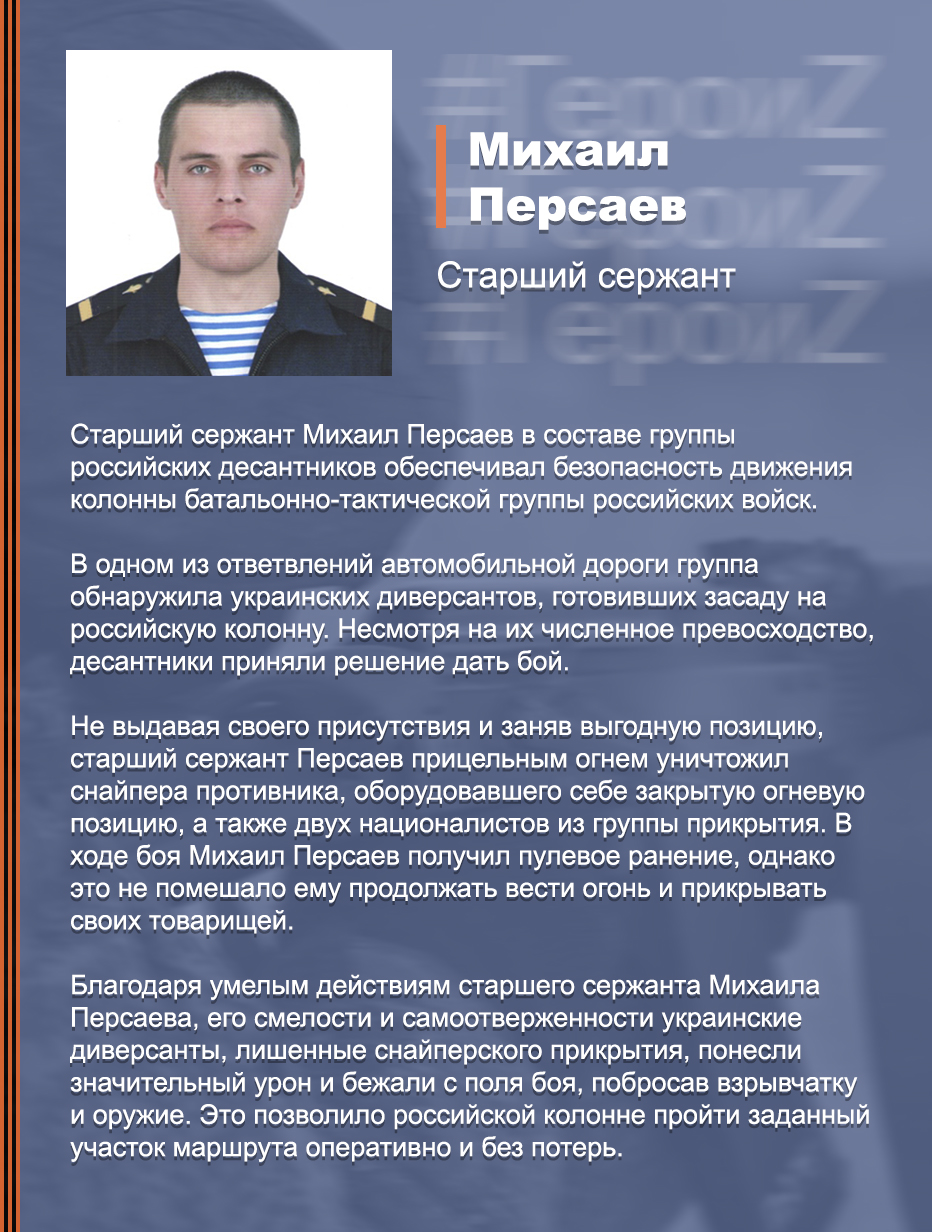 #ГероиZ
Михаил
#ГероиZ
Персаев
Старший сержант
#ГероиZ
Старший сержант Михаил Персаев в составе группы
российских десантников обеспечивал безопасность движения
колонны батальонно-тактической группы российских войск.
В одном из ответвлений автомобильной дороги группа
обнаружила украинских диверсантов, готовивших засаду на
российскую колонну. Несмотря на их численное превосходство,
десантники приняли решение дать бой.
Не выдавая своего присутствия и заняв выгодную позицию,
старший сержант Персаев прицельным огнем уничтожил
снайпера противника, оборудовавшего себе закрытую огневую
позицию, а также двух националистов из группы прикрытия. В
ходе боя Михаил Персаев получил пулевое ранение, однако
это не помешало ему продолжать вести огонь и прикрывать
своих товарищей.
Благодаря умелым действиям старшего сержанта Михаила
Персаева, его смелости и самоотверженности украинские
диверсанты, лишенные снайперского прикрытия, понесли
значительный урон и бежали с поля боя, побросав взрывчатку
и оружие. Это позволило российской колонне пройти заданный
участок маршрута оперативно и без потерь.